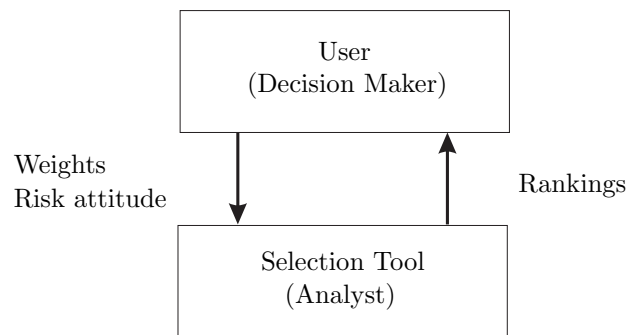 User
(Decision Maker)
Weights
Risk attitude
Rankings
Selection Tool
(Analyst)